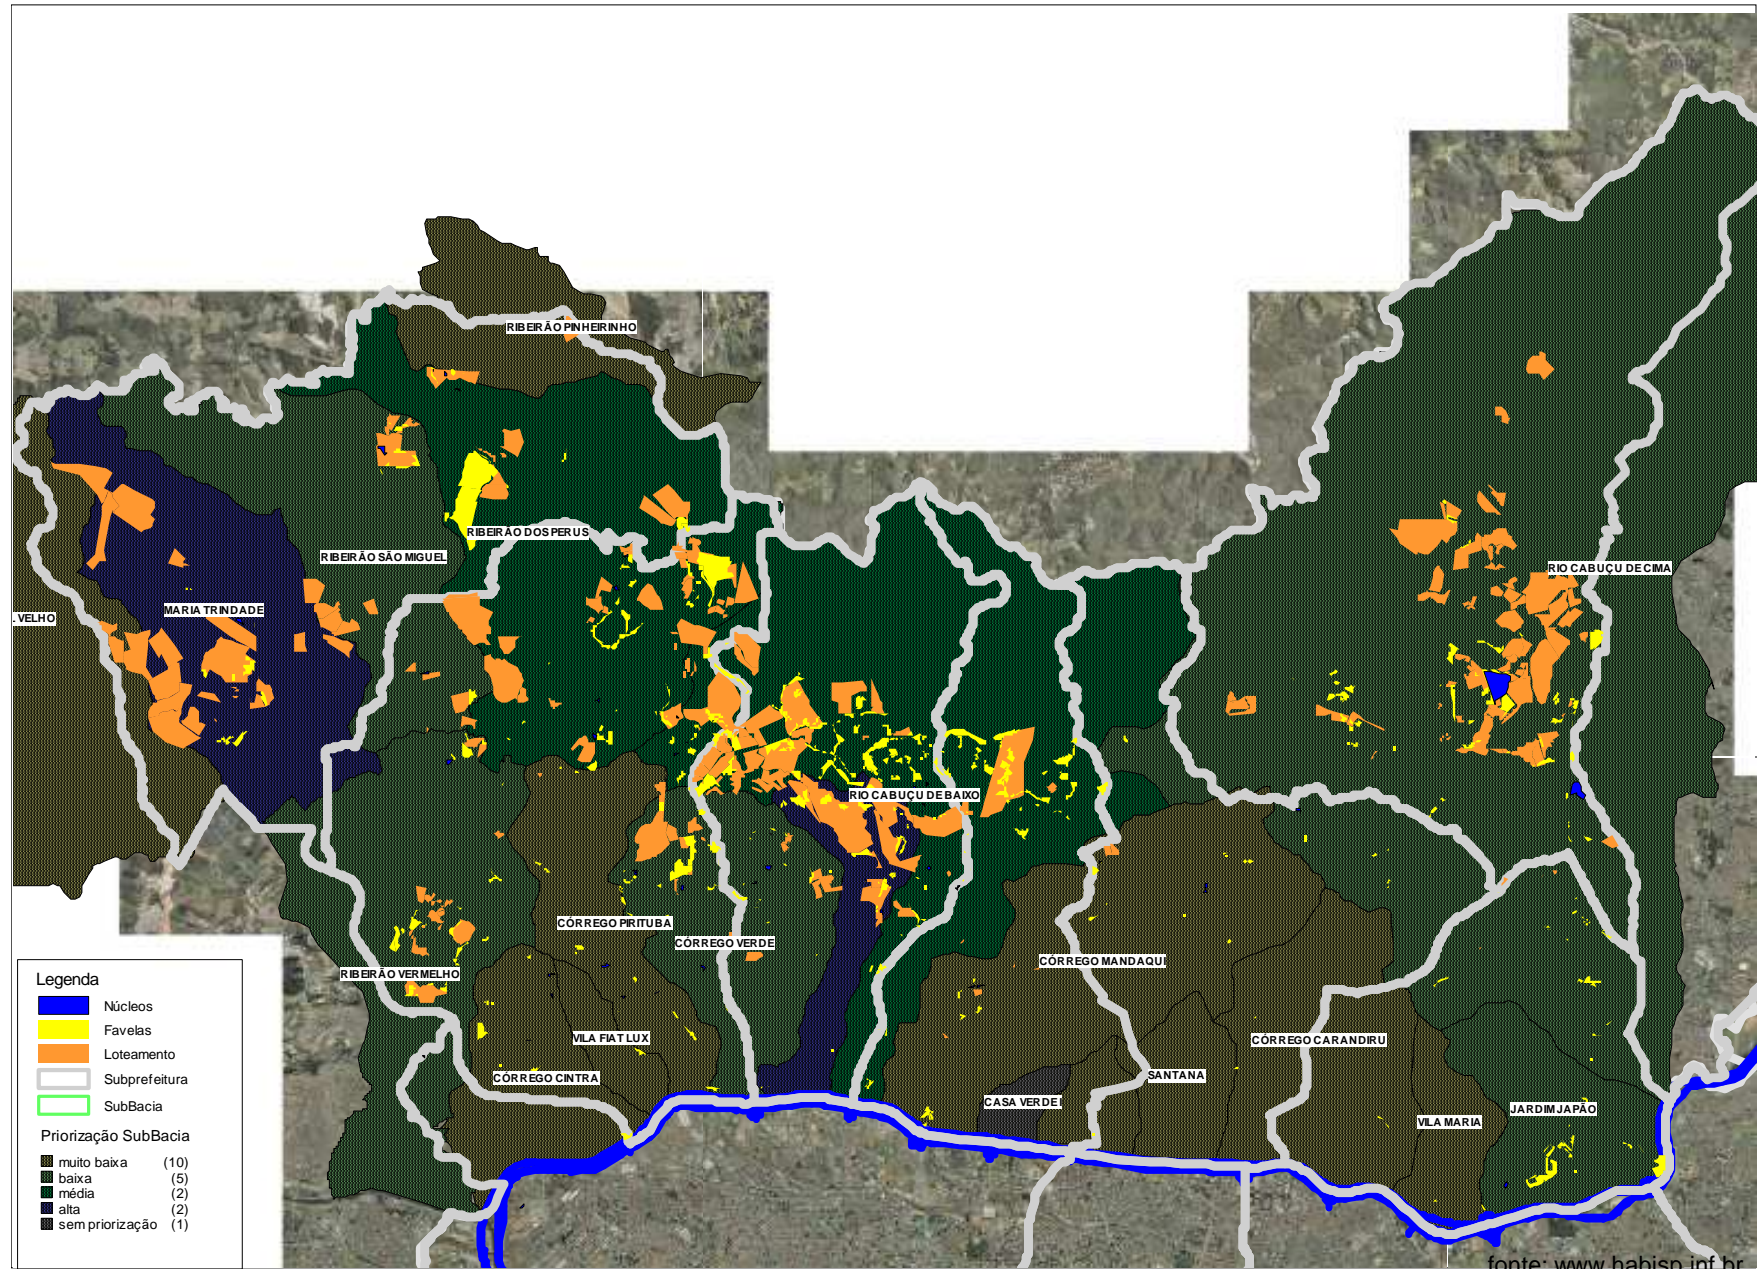 RIBEIRÃO PINHEIRINHO
RIBEIRÃO DOS PERUS
RIBEIRÃO SÃO MIGUEL
RIO CABUÇU DE CIMA
MARIA TRINDADE
. VELHO
RIO CABUÇU DE BAIXO
CÓRREGO PIRITUBA
CÓRREGO VERDE
CÓRREGO MANDAQUI
RIBEIRÃO VERMELHO
VILA FIAT LUX
CÓRREGO CARANDIRU
CÓRREGO CINTRA
SANTANA
CASA VERDE I
JARDIM JAPÃO
VILA MARIA
Legenda
Núcleos
Favelas
Loteamento
Subprefeitura
SubBacia
Priorização SubBacia
muito baixa (10)
baixa (5)
média (2)
alta (2)
sem priorização (1)
fonte: www.habisp.inf.br